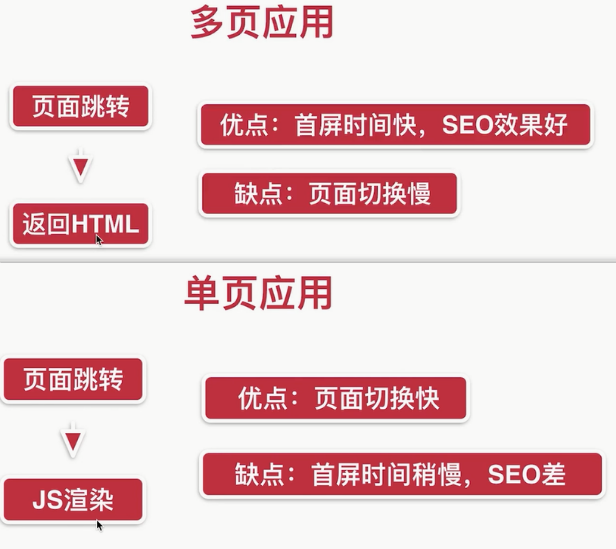 多页应用
页面跳转
优点：首屏时间快，SEO效果好
缺点：页面切换慢
返回HTML
单页应用
页面跳转
优点：页面切换快
缺点：首屏时间稍慢，SEO差
JS渲染